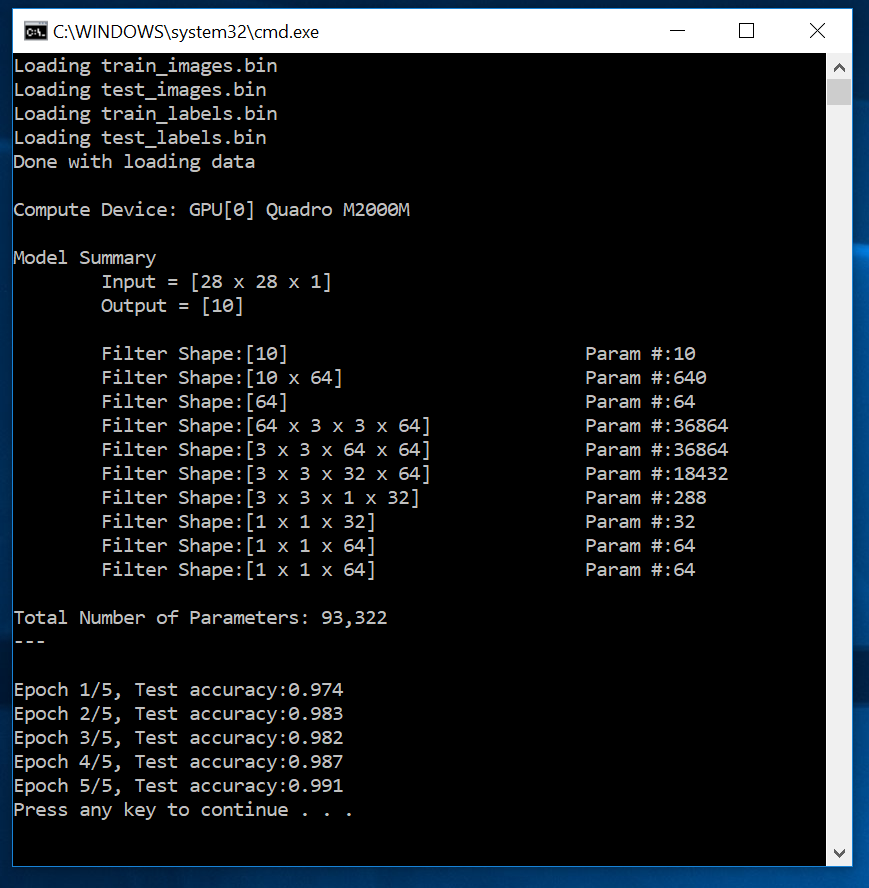 C:\WINDOWS\system32\cmd.exe
Loading train_images.bin
Loading test_images.bin
Loading train_labels.bin
Loading test_labels.bin
Done with loading data
Compute Device: GPU[0] Quadro M2000M
Model Summary
Input = [28 x 28 x 1]
Output = [10]
Filter Shape:[10] Param #:10
Filter Shape:[10 x 64] Param #:640
Filter Shape:[64] Param #:64
Filter Shape:[64 x 3 x 3 x 64] Param #:36864
Filter Shape:[3 x 3 x 64 x 64] Param #:36864
Filter Shape:[3 x 3 x 32 x 64] Param #:18432
Filter Shape:[3 x 3 x 1 x 32] Param #:288
Filter Shape:[1 x 1 x 32] Param #:32
Filter Shape:[1 x 1 x 64] Param #:64
Filter Shape:[1 x 1 x 64] Param #:64
Total Number of Parameters: 93,322
---
Epoch 1/5, Test accuracy:0.974
Epoch 2/5, Test accuracy:0.983
Epoch 3/5, Test accuracy:0.982
Epoch 4/5, Test accuracy:0.987
Epoch 5/5, Test accuracy:0.991
Press any key to continue . . .